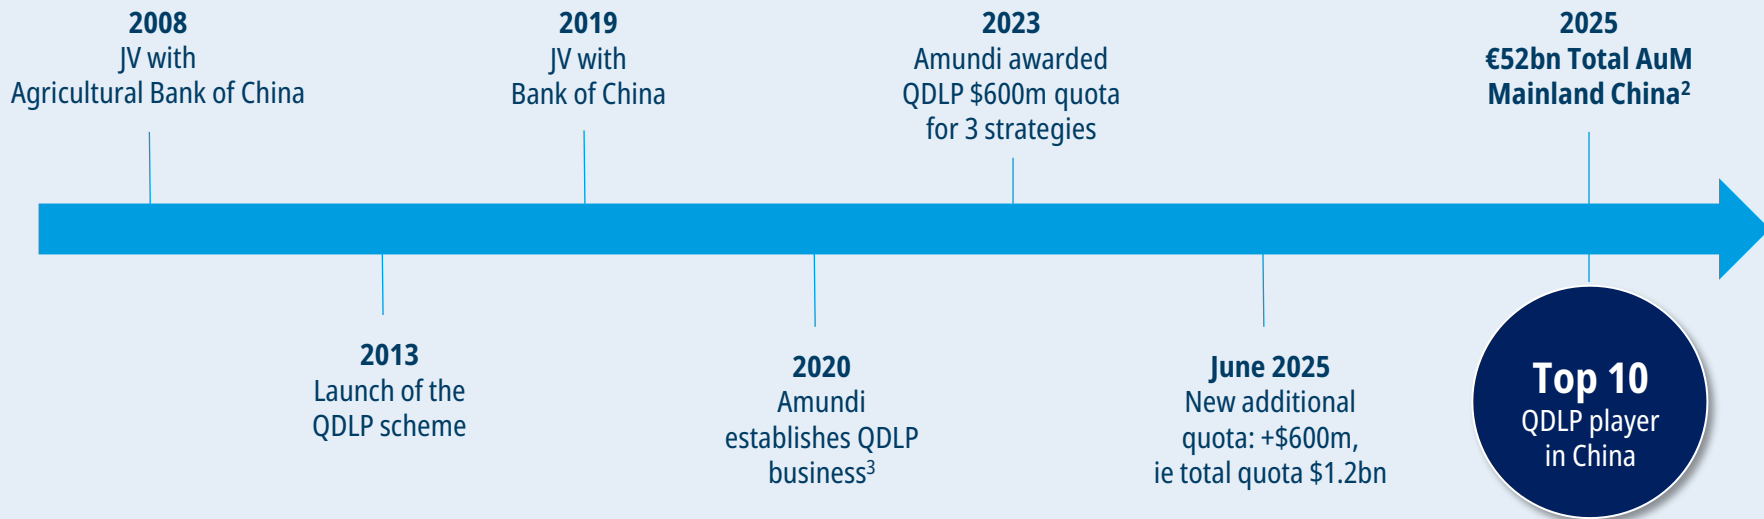 2008
JV with
Agricultural Bank of China
2019
JV with
Bank of China
2023
Amundi awarded
QDLP $600m quota
for 3 strategies
2025
€52bn Total AuM
Mainland China²
2013
Launch of the
QDLP scheme
2020
Amundi
establishes QDLP
business³
June 2025
New additional
quota: +$600m,
ie total quota $1.2bn
Top 10
QDLP player
in China